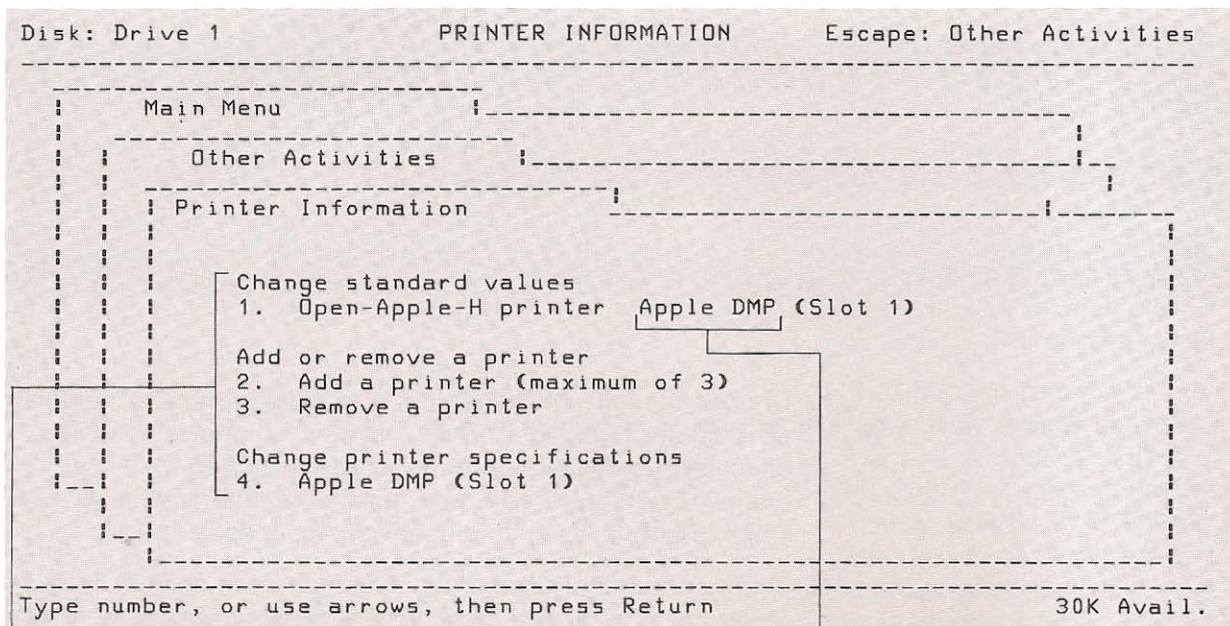 Disk: Drive 1 PRINTER INFORMATION Escape: Other Activities
Main Menu
Other Activities
Printer Information
Change standard values
1. Open-Apple-H printer Apple DMP (Slot 1)
Add or remove a printer
2. Add a printer (maximum of 3)
3. Remove a printer
Change printer specifications
4. Apple DMP (Slot 1)
Type number, or use arrows, then press Return 30K Avail.